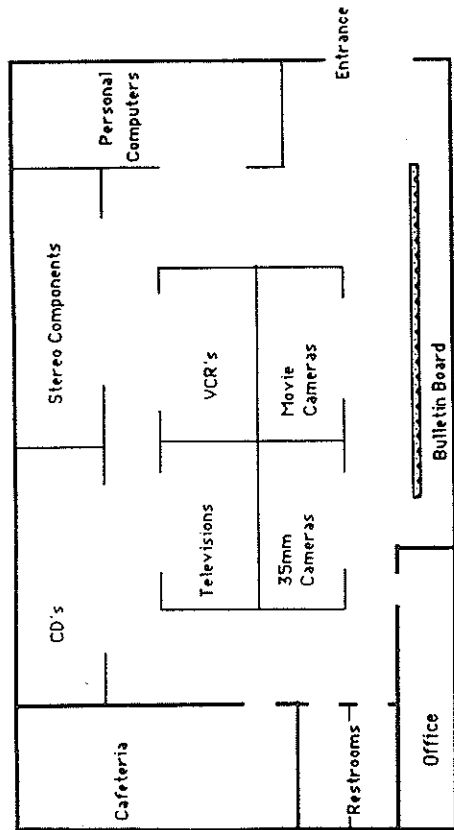 Cafeteria
CD's
Stereo Components
Personal
Computers
Televisions
VCR's
35mm
Cameras
Movie
Cameras
Entrance
Restrooms
Office
Bulletin Board